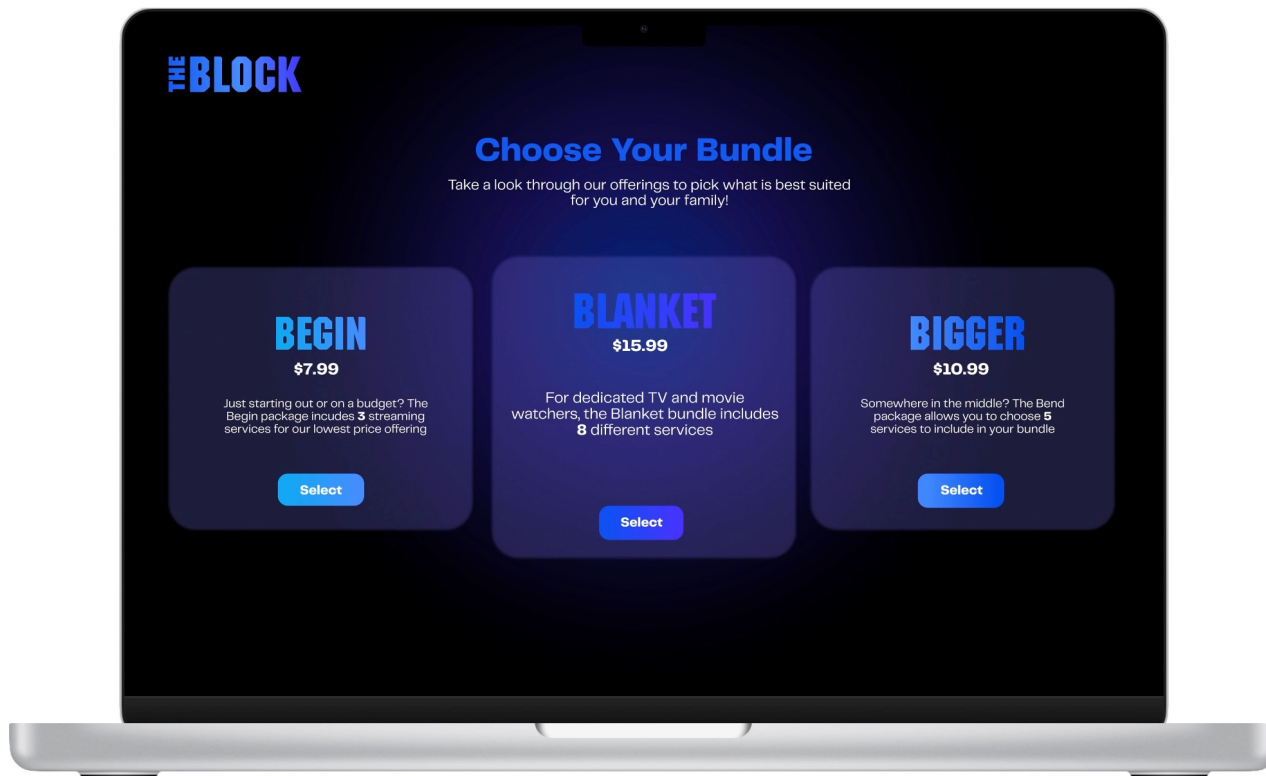 THE BLOCK
Choose Your Bundle
Take a look through our offerings to pick what is best suited
for you and your family!
BEGIN
$7.99
Just starting out or on a budget? The
Begin package incudes 3 streaming
services for our lowest price offering
Select
BLANKET
$15.99
For dedicated TV and movie
watchers, the Blanket bundle includes
8 different services
Select
BIGGER
$10.99
Somewhere in the middle? The Bend
package allows you to choose 5
services to include in your bundle
Select